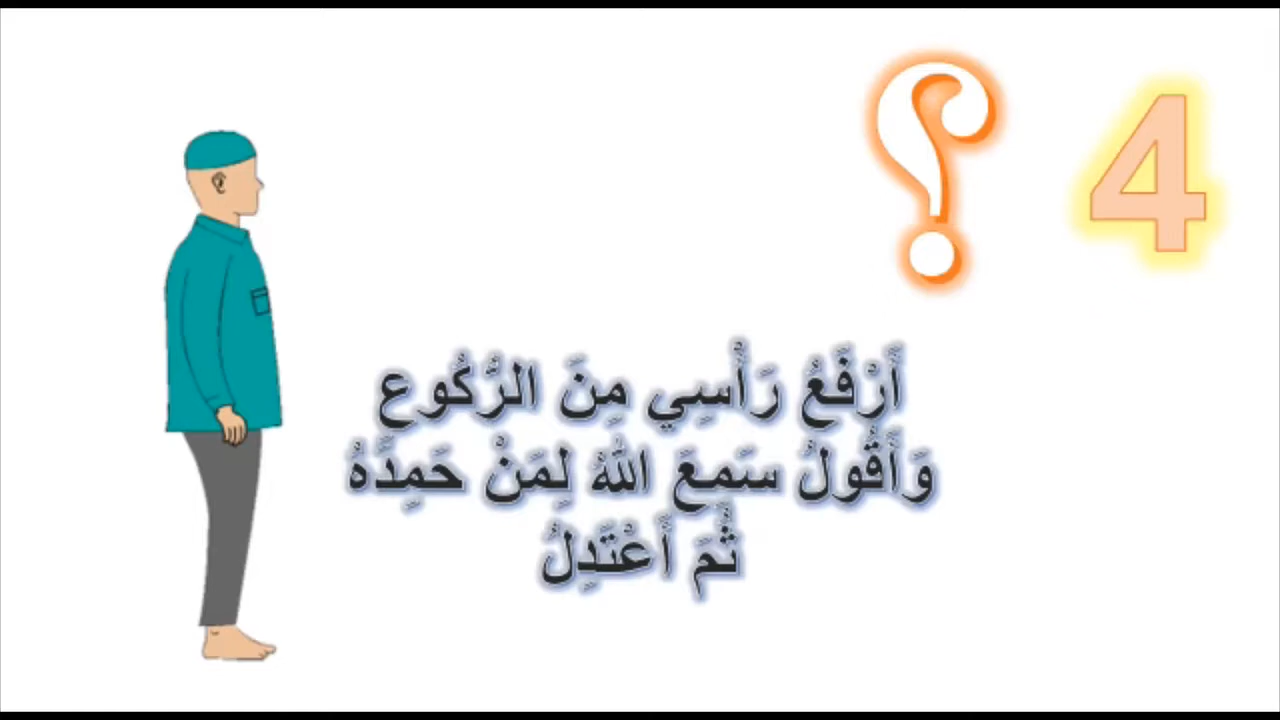 4 ؟
أَرْفَعُ رَأْسِي مِنَ الرُّكُوع
وَأَقُولُ سَمِعَ اللهُ لِمَنْ حَمِدَهُ
ثُمَ أَعْتَدِلُ